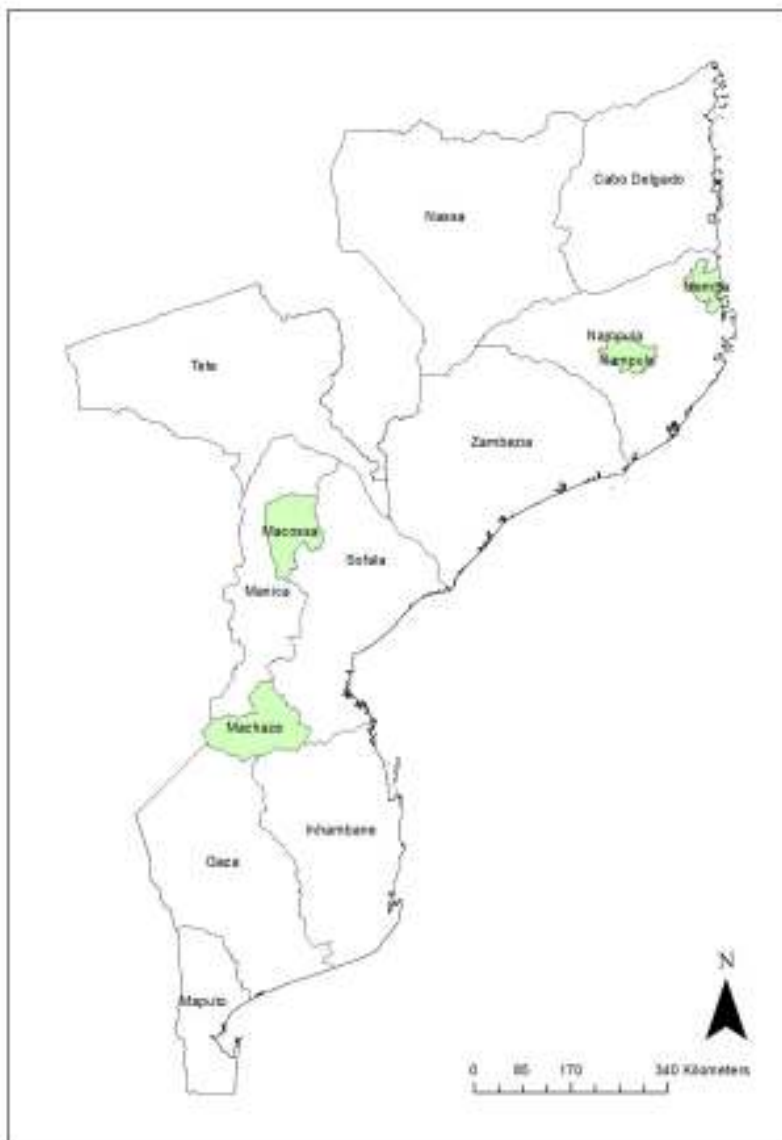 Cabo Delgado
Niassa
Nampula
Nampula
Tete
Zambezia
Macossa
Sofala
Manica
Machaze
Inhambane
Gaza
Maputo
N
0 85 170 340 Kilometers